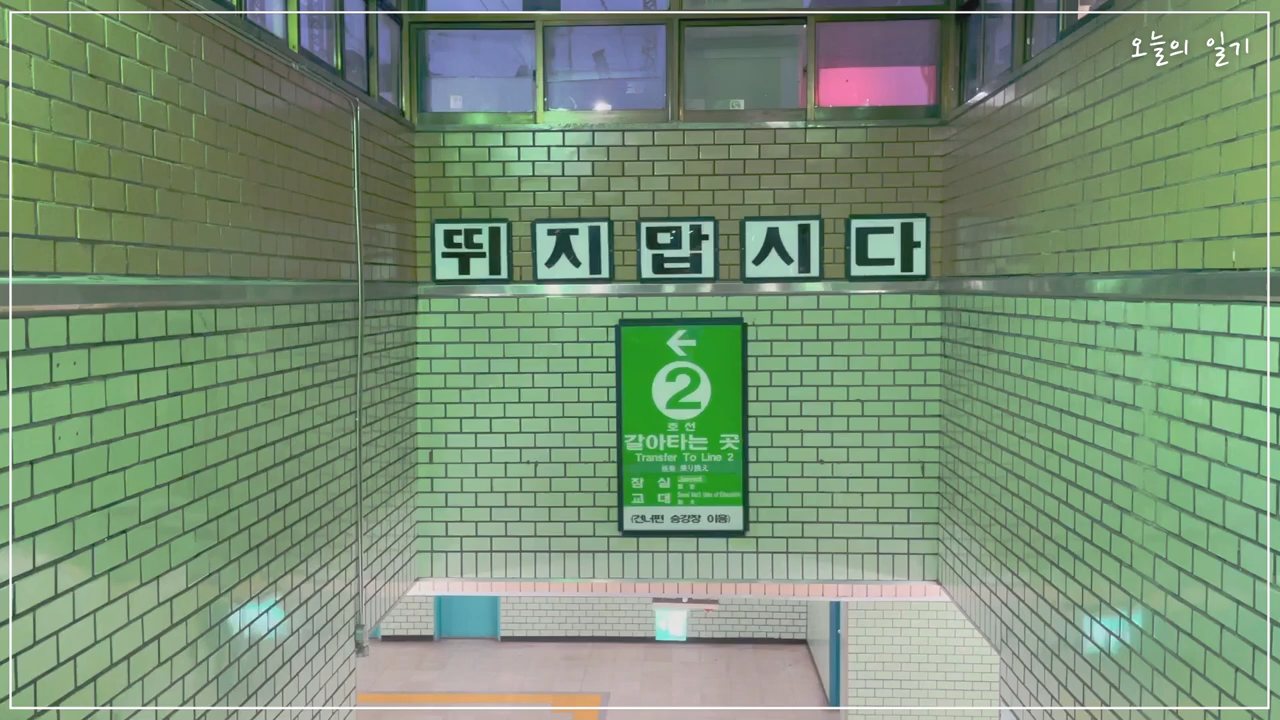 오늘의 일기
뛰지맙시다
←
2
호선
갈아타는 곳
Transfer To Line 2
잠실 Jamsil
교대
(건너편 승강장 이용)